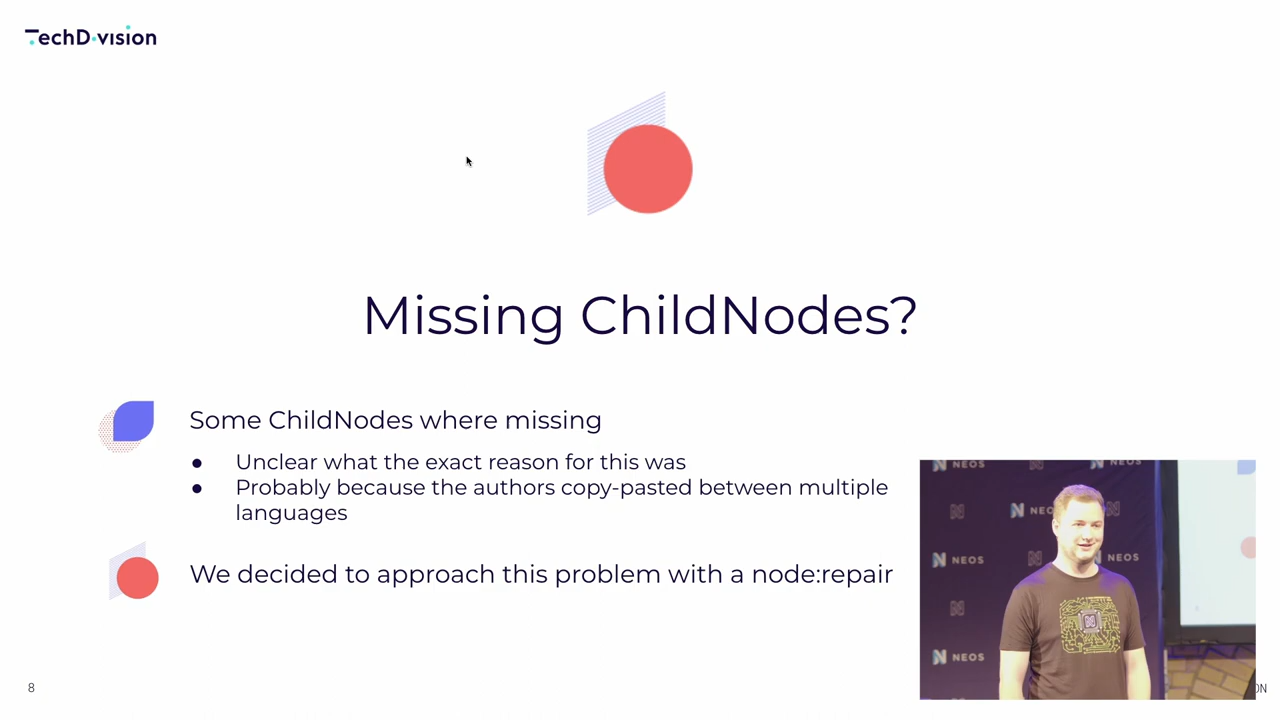 TechDivision
Missing ChildNodes?
Some ChildNodes where missing
● Unclear what the exact reason for this was
● Probably because the authors copy-pasted between multiple
languages
We decided to approach this problem with a node:repair
8
NEOS
NEOS
NEOS
NEOS
NEOS
ON